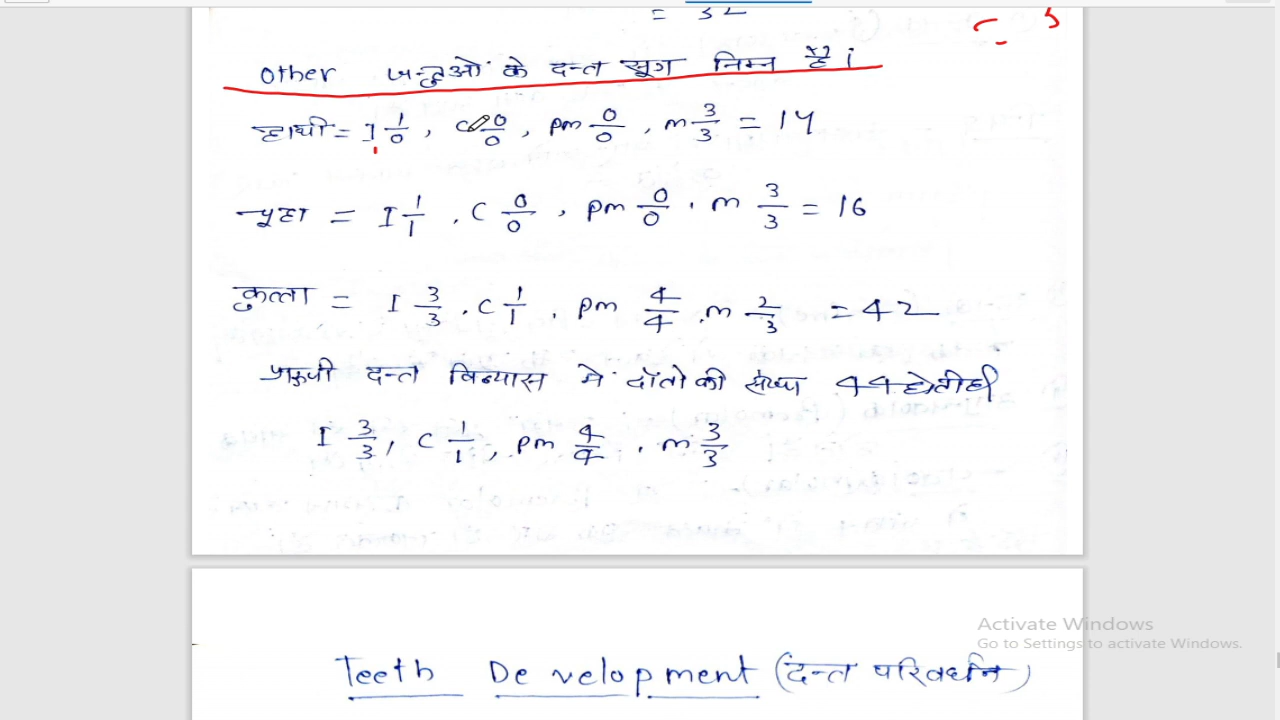 = 32
Other जन्तुओं के दन्त सूत्र निम्न है ।
हाथी = I 1/0, C 0/0, pm 0/0, m 3/3 = 14
चूहा = I 1/1, C 0/0, pm 0/0, m 3/3 = 16
कुत्ता = I 3/3, C 1/1, pm 4/4, m 2/3 = 42
दन्त विन्यास मे दाँतो की संख्या 44 होती है
I 3/3, C 1/1, pm 4/4, m 3/3
Activate Windows
Go to Settings to activate Windows.
Teeth Development (दन्त परिवर्धन)